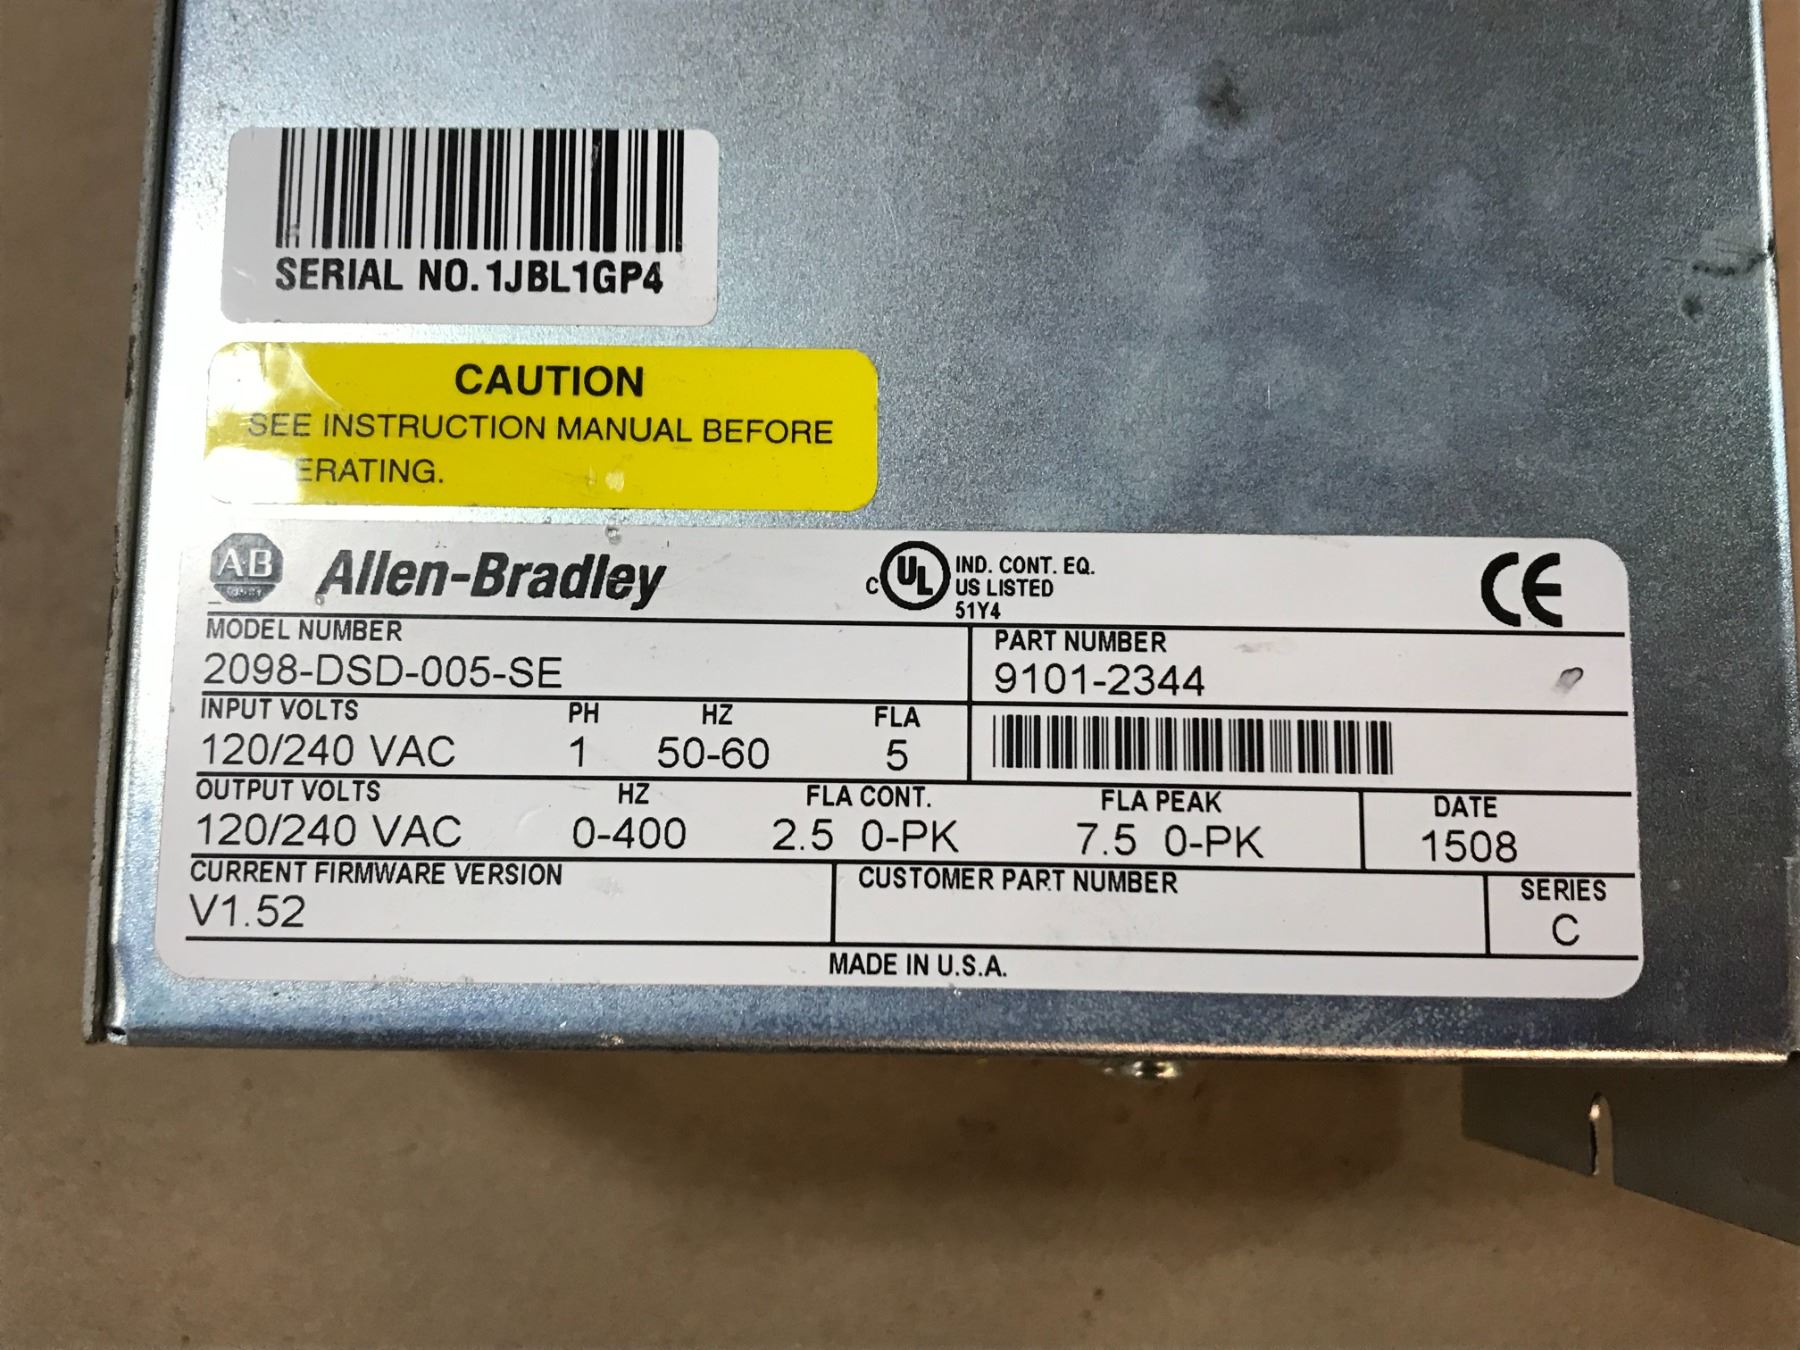 SERIAL NO. 1JBL1GP4
CAUTION
SEE INSTRUCTION MANUAL BEFORE
ERATING.
AB Allen-Bradley
C UL IND. CONT. EQ.
US LISTED
51Y4
CE
MODEL NUMBER PART NUMBER
2098-DSD-005-SE 9101-2344
INPUT VOLTS PH HZ FLA
120/240 VAC 1 50-60 5
OUTPUT VOLTS HZ FLA CONT. FLA PEAK DATE
120/240 VAC 0-400 2.5 0-PK 7.5 0-PK 1508
CURRENT FIRMWARE VERSION CUSTOMER PART NUMBER SERIES
V1.52 C
MADE IN U.S.A.